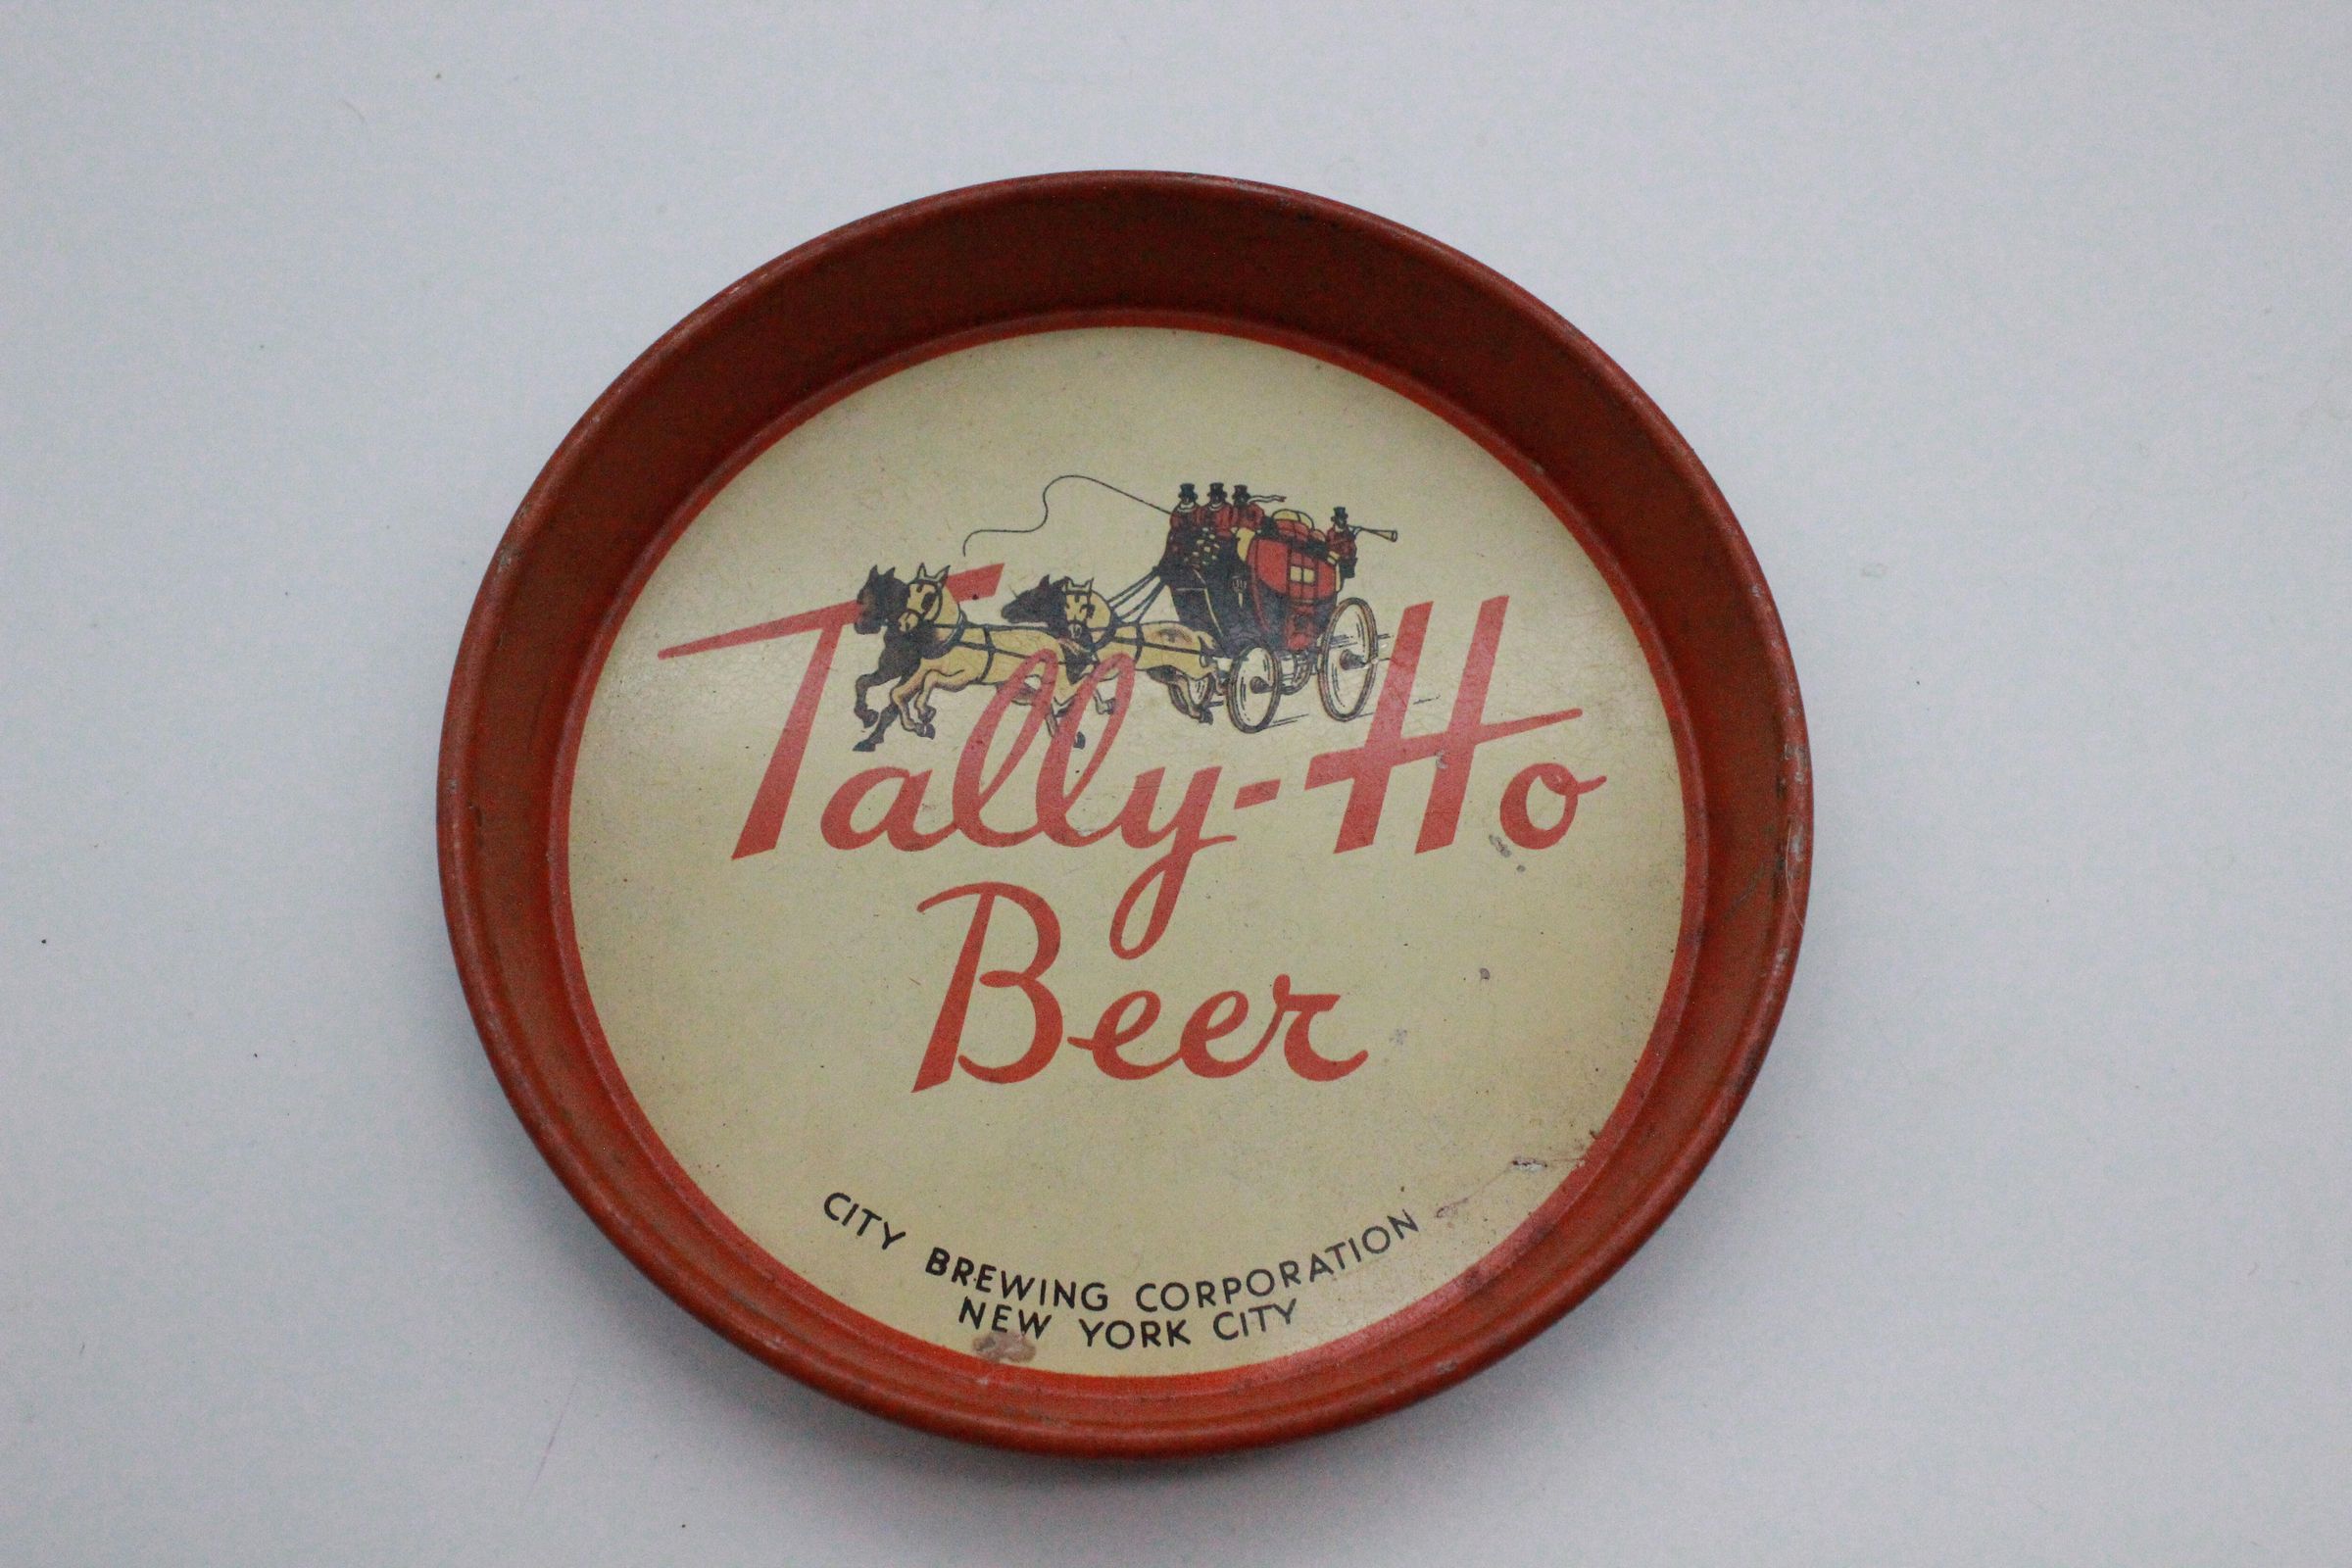 Tally-Ho
Beer
CITY BREWING CORPORATION
NEW YORK CITY